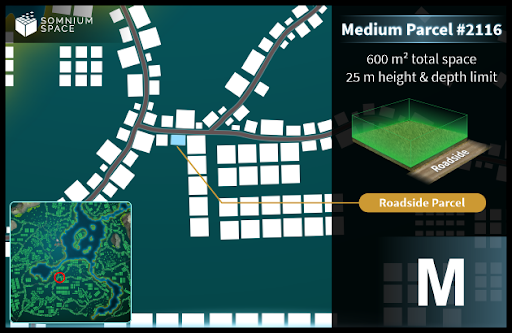 SOMNIUM
SPACE
Medium Parcel #2116
600 m² total space
25 m height & depth limit
Roadside
Roadside Parcel
M